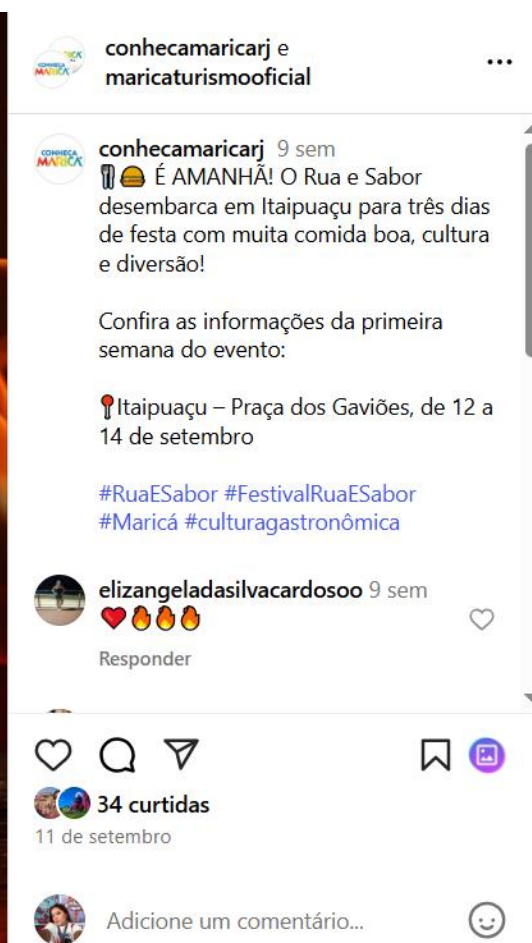 conhecamaricarj e
maricaturismooficial
CONHEÇA
MARICÁ
conhecamaricarj 9 sem
🍴🍔 É AMANHÃ! O Rua e Sabor
desembarca em Itaipuaçu para três dias
de festa com muita comida boa, cultura
e diversão!
Confira as informações da primeira
semana do evento:
📍Itaipuaçu – Praça dos Gaviões, de 12 a
14 de setembro
#RuaESabor #FestivalRuaESabor
#Maricá #culturagastronômica
elizangeladasilvacardosoo 9 sem
❤️🔥🔥🔥
Responder
34 curtidas
11 de setembro
Adicione um comentário...